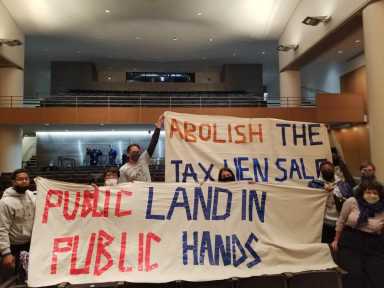 ABOLISH THE
TAX LIEN SALE
PUBLIC LAND IN
PUBLIC HANDS